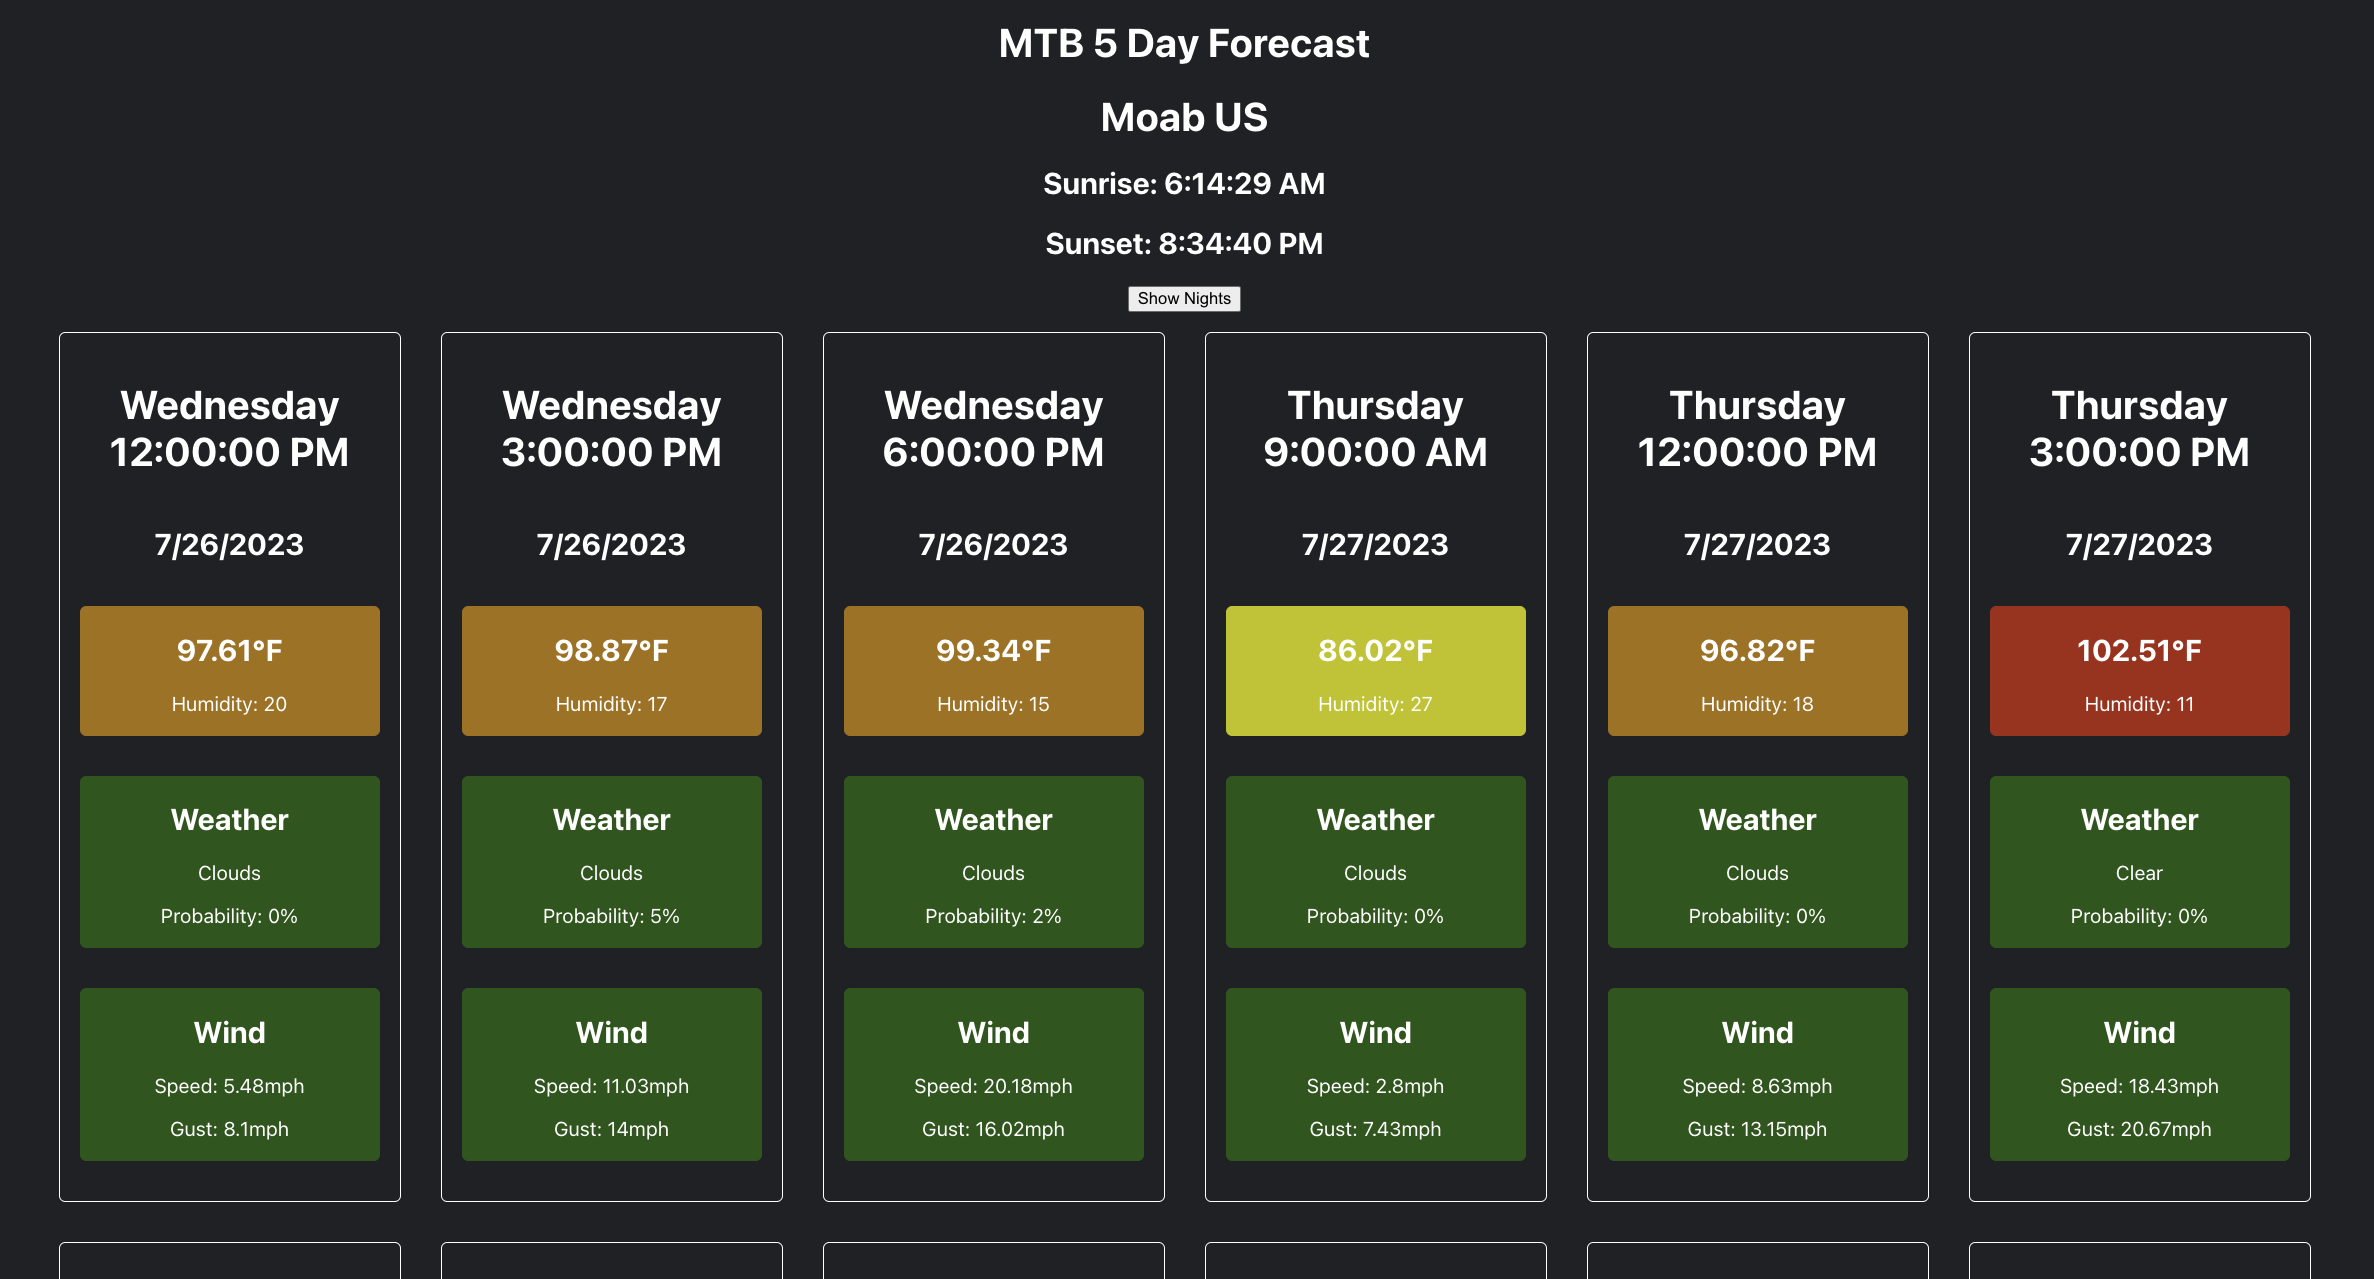 MTB 5 Day Forecast
Moab US
Sunrise: 6:14:29 AM
Sunset: 8:34:40 PM
Show Nights
Wednesday
12:00:00 PM
7/26/2023
97.61°F
Humidity: 20
Weather
Clouds
Probability: 0%
Wind
Speed: 5.48mph
Gust: 8.1mph
Wednesday
3:00:00 PM
7/26/2023
98.87°F
Humidity: 17
Weather
Clouds
Probability: 5%
Wind
Speed: 11.03mph
Gust: 14mph
Wednesday
6:00:00 PM
7/26/2023
99.34°F
Humidity: 15
Weather
Clouds
Probability: 2%
Wind
Speed: 20.18mph
Gust: 16.02mph
Thursday
9:00:00 AM
7/27/2023
86.02°F
Humidity: 27
Weather
Clouds
Probability: 0%
Wind
Speed: 2.8mph
Gust: 7.43mph
Thursday
12:00:00 PM
7/27/2023
96.82°F
Humidity: 18
Weather
Clouds
Probability: 0%
Wind
Speed: 8.63mph
Gust: 13.15mph
Thursday
3:00:00 PM
7/27/2023
102.51°F
Humidity: 11
Weather
Clear
Probability: 0%
Wind
Speed: 18.43mph
Gust: 20.67mph